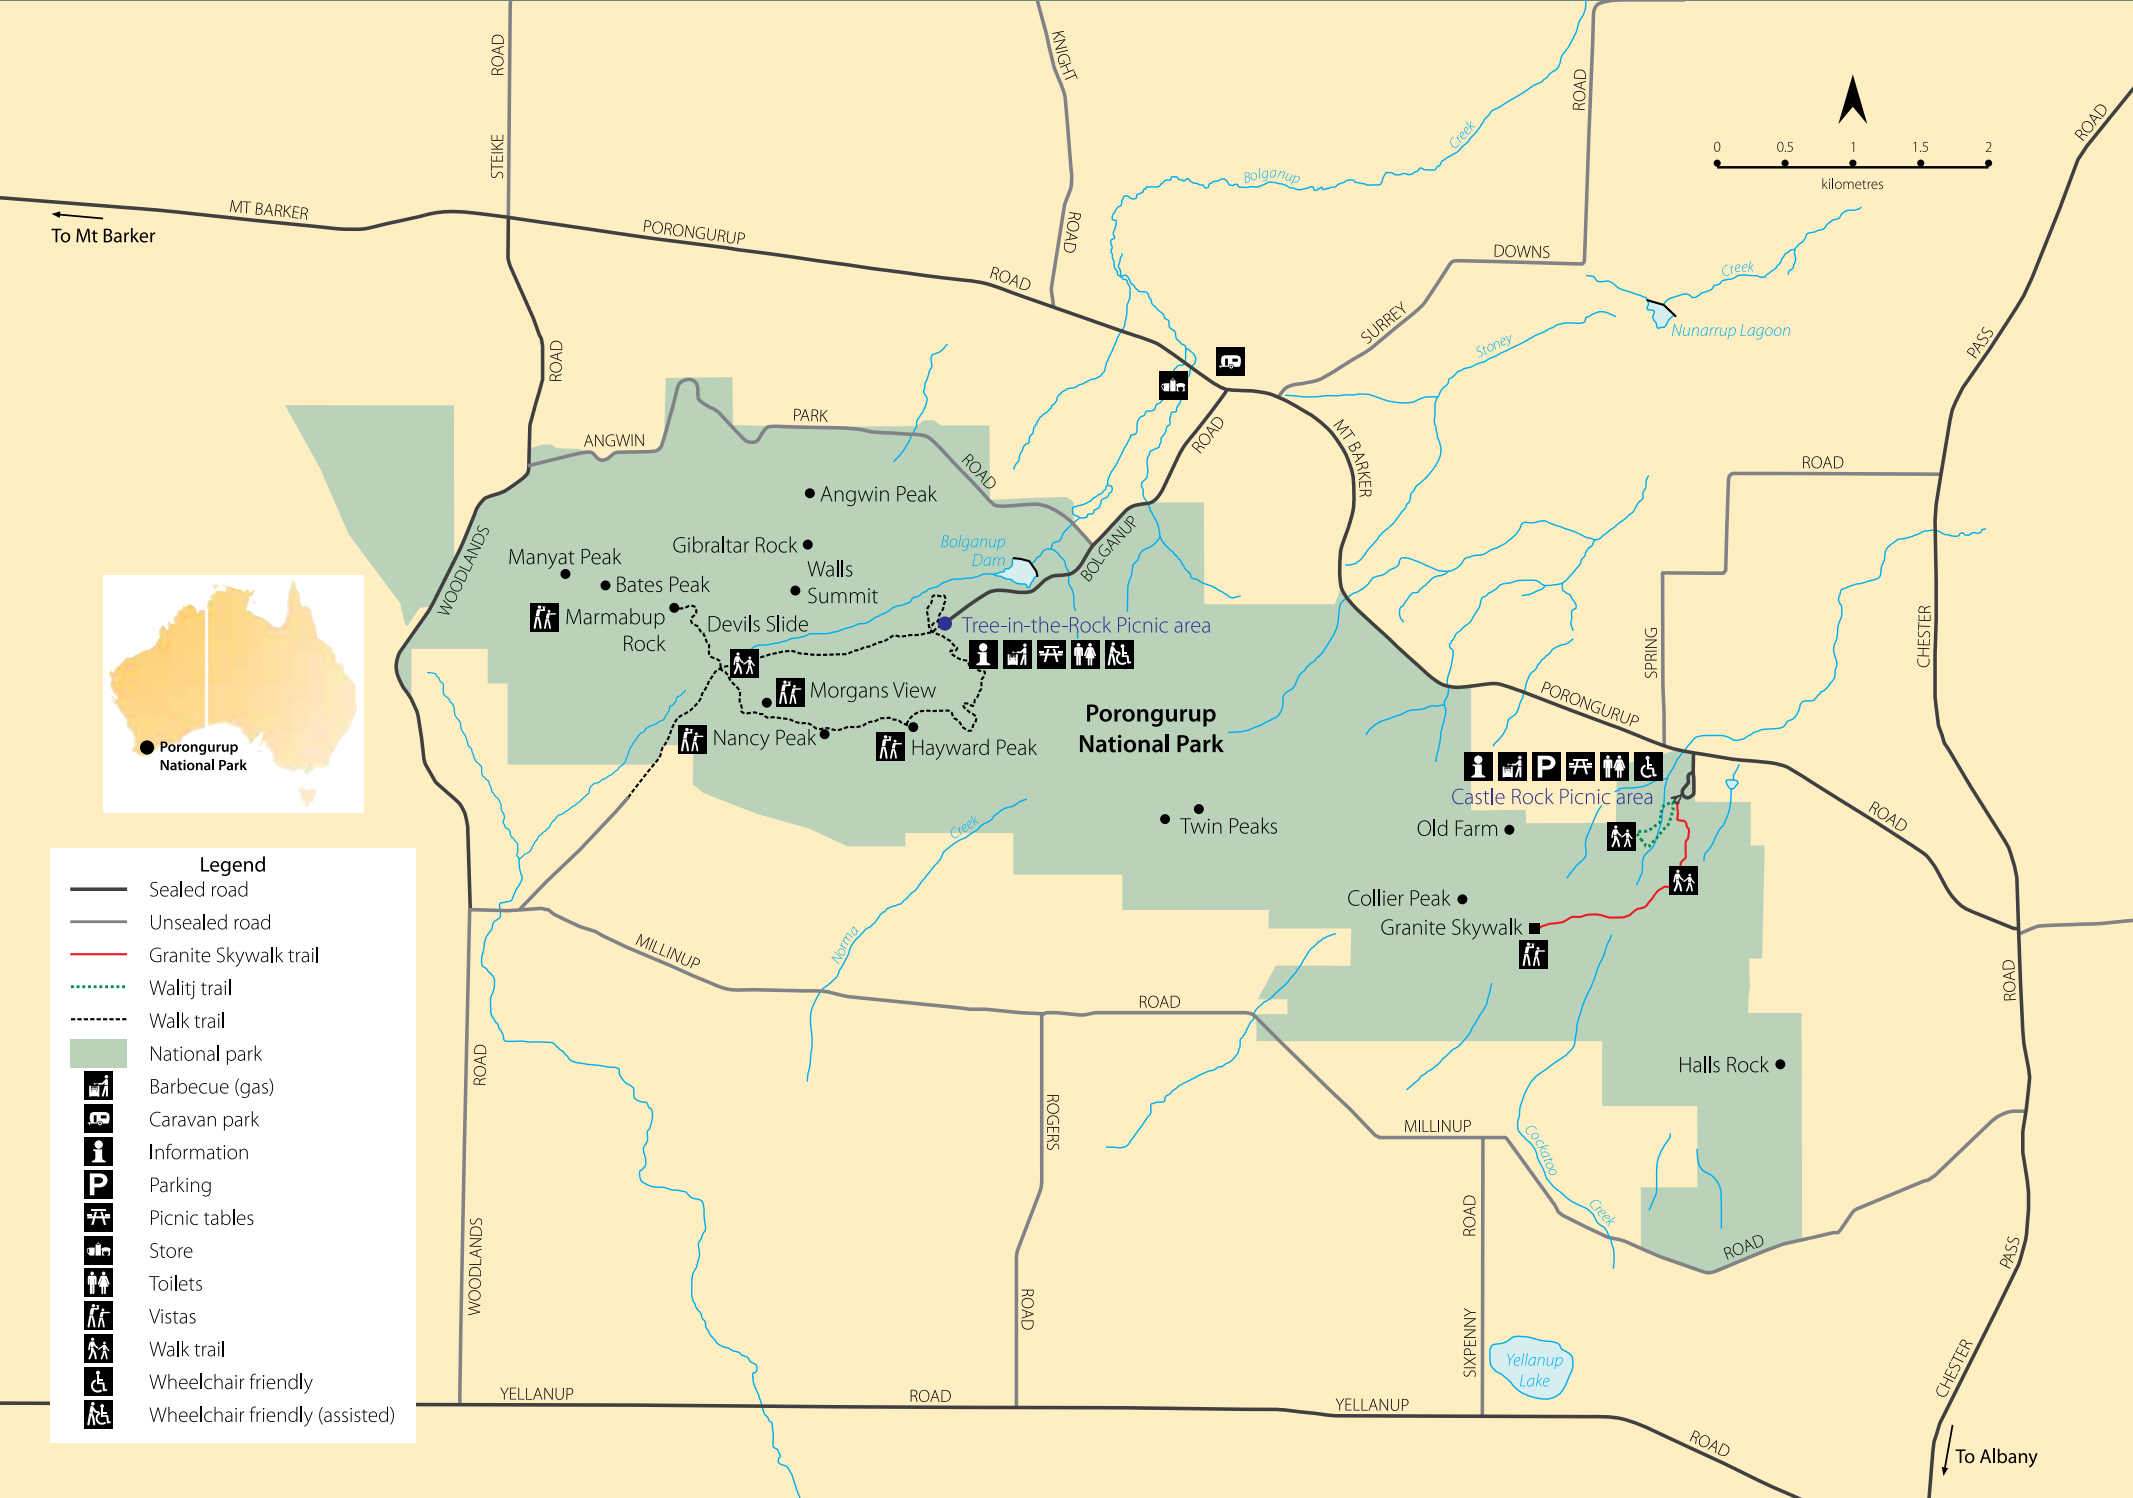 KNIGHT
ROAD
STEIKE
ROAD
ROAD
ROAD
Creek
Bolganup
0 0.5 1 1.5 2
kilometres
MT BARKER
To Mt Barker
PORONGURUP
ROAD
ROAD
DOWNS
SURREY
Creek
Nunarrup Lagoon
Stoney
PASS
ROAD
PARK
ANGWIN
ROAD
ROAD
MT BARKER
ROAD
Angwin Peak
WOODLANDS
Manyat Peak
Gibraltar Rock
Bates Peak
Walls
Summit
Bolganup
Dam
BOLGANUP
Marmabup
Rock
Devils Slide
Tree-in-the-Rock Picnic area
SPRING
CHESTER
Morgans View
Nancy Peak
Hayward Peak
Porongurup
National Park
PORONGURUP
Porongurup
National Park
P
Castle Rock Picnic area
Twin Peaks
Old Farm
ROAD
Creek
Norma
Collier Peak
Granite Skywalk
MILLINUP
ROAD
ROAD
Halls Rock
ROAD
ROGERS
ROAD
MILLINUP
Cockatoo
Creek
ROAD
ROAD
SIXPENNY
PASS
WOODLANDS
Yellanup
Lake
CHESTER
YELLANUP
ROAD
YELLANUP
ROAD
To Albany
Legend
Sealed road
Unsealed road
Granite Skywalk trail
Walitj trail
Walk trail
National park
Barbecue (gas)
Caravan park
Information
P Parking
Picnic tables
Store
Toilets
Vistas
Walk trail
Wheelchair friendly
Wheelchair friendly (assisted)